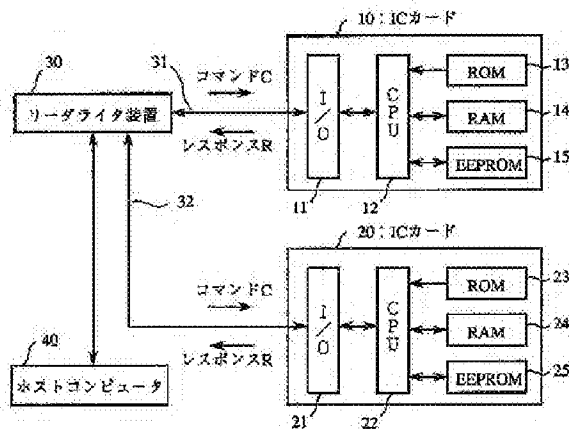 10:ICカード
30
31
コマンドC
リーダライタ装置
レスポンスR
I/O
CPU
ROM
13
RAM
14
EEPROM
15
11
12
32
20:ICカード
コマンドC
レスポンスR
I/O
CPU
ROM
23
RAM
24
EEPROM
25
21
22
40
ホストコンピュータ